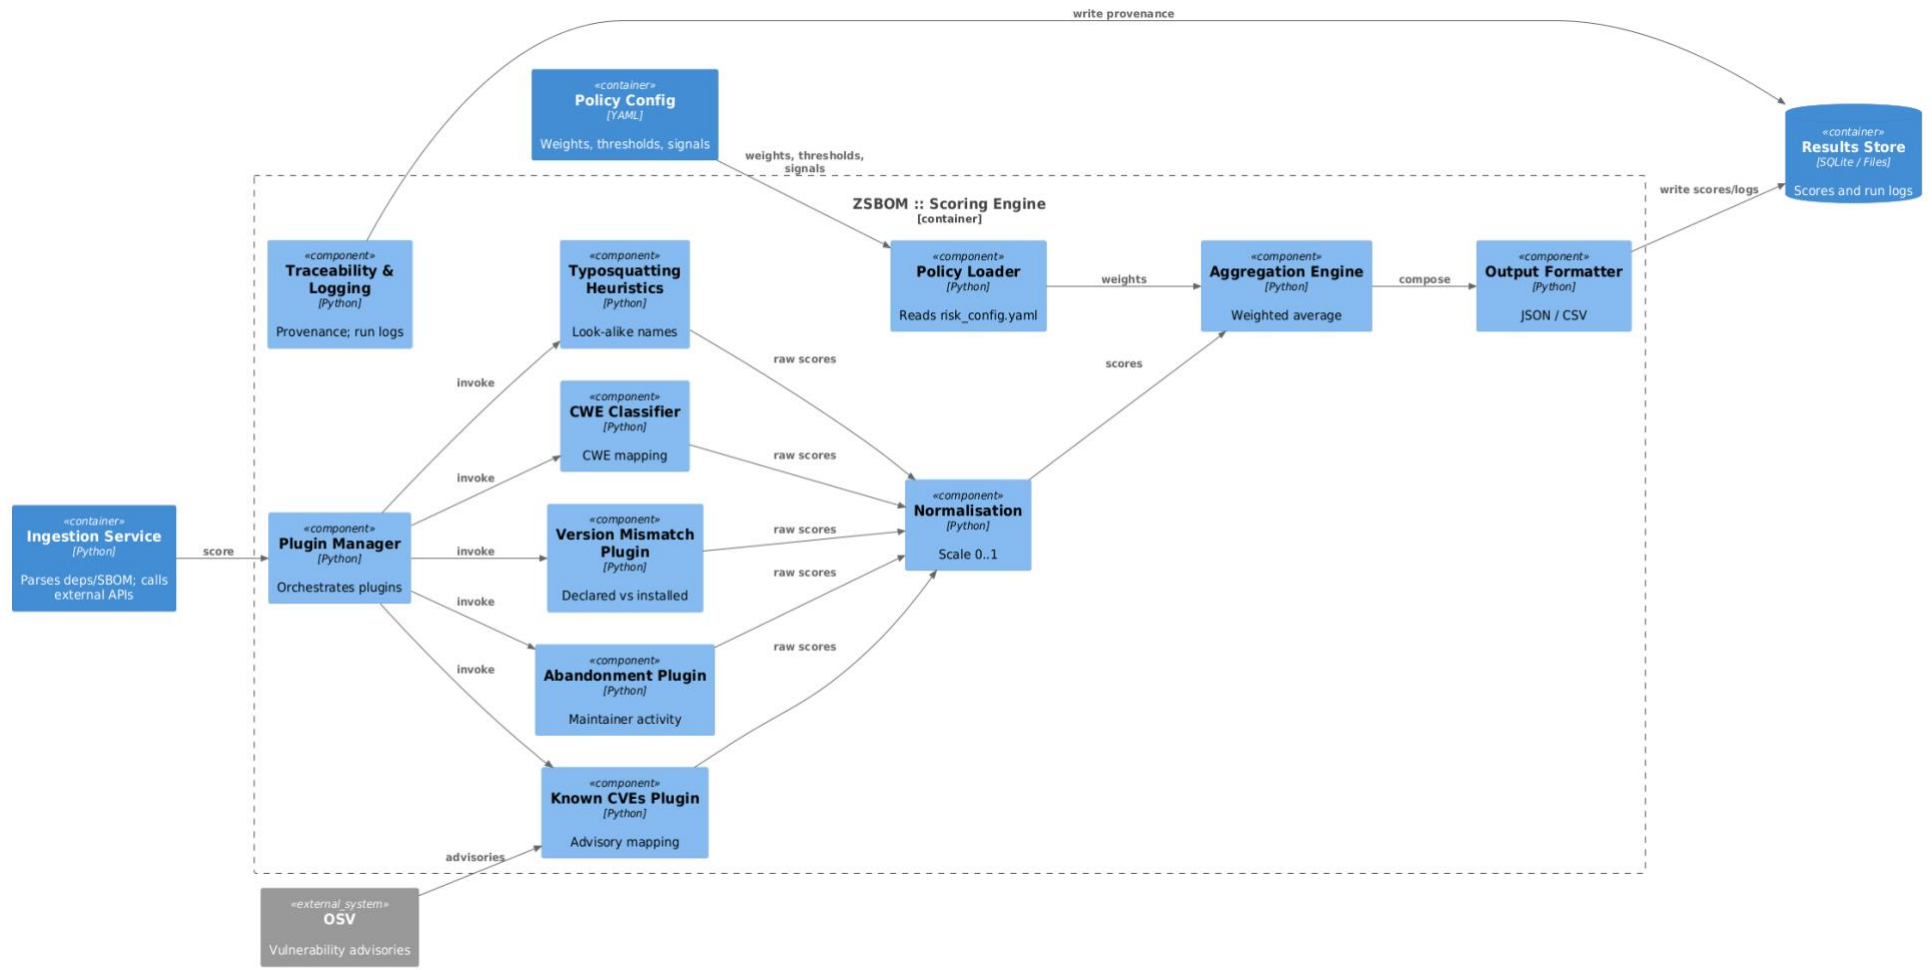 write provenance
«container»
Policy Config
[YAML]
Weights, thresholds, signals
weights, thresholds,
signals
«container»
Results Store
[SQLite / Files]
Scores and run logs
write scores/logs
ZSBOM :: Scoring Engine
[container]
«component»
Traceability &
Logging
[Python]
Provenance; run logs
«component»
Typosquatting
Heuristics
[Python]
Look-alike names
«component»
Policy Loader
[Python]
Reads risk_config.yaml
weights
«component»
Aggregation Engine
[Python]
Weighted average
compose
«component»
Output Formatter
[Python]
JSON / CSV
invoke
raw scores
scores
«component»
CWE Classifier
[Python]
CWE mapping
invoke
raw scores
«component»
Normalisation
[Python]
Scale 0..1
«container»
Ingestion Service
[Python]
Parses deps/SBOM; calls
external APIs
score
«component»
Plugin Manager
[Python]
Orchestrates plugins
invoke
«component»
Version Mismatch
Plugin
[Python]
Declared vs installed
raw scores
raw scores
invoke
«component»
Abandonment Plugin
[Python]
Maintainer activity
raw scores
invoke
«component»
Known CVEs Plugin
[Python]
Advisory mapping
advisories
«external_system»
OSV
Vulnerability advisories